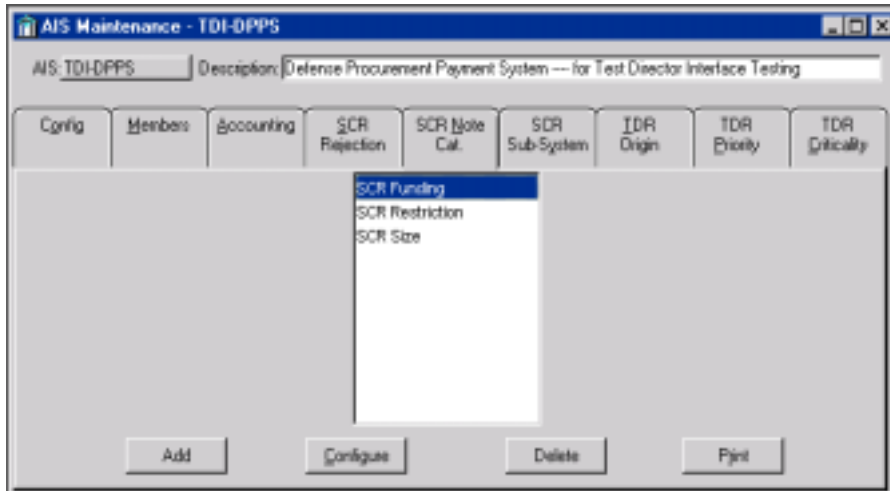 AIS Maintenance - TDI-DPPS
AIS: TDI-DPPS Description: Defense Procurement Payment System --- for Test Director Interface Testing
Config Members Accounting SCR Rejection SCR Note Cat. SCR Sub-System TDR Origin TDR Priority TDR Criticality
SCR Funding
SCR Restriction
SCR Size
Add Configure Delete Print